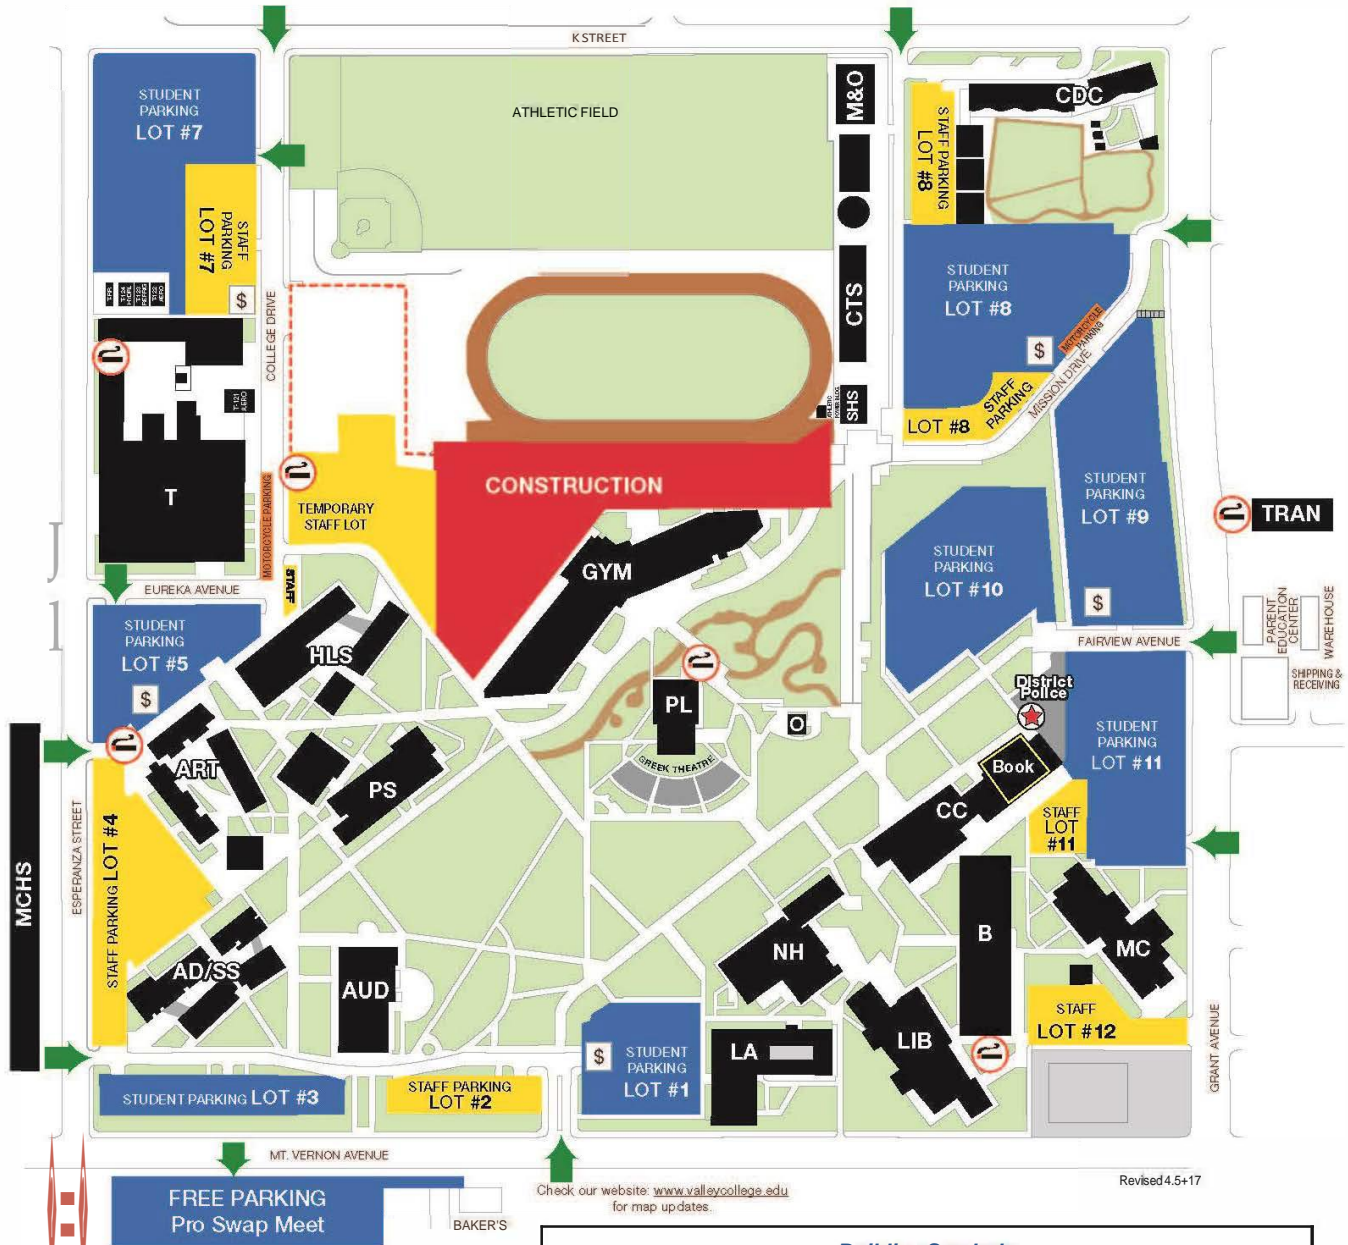 K STREET
STUDENT
PARKING
LOT #7
ATHLETIC FIELD
M&O
CDC
STAFF PARKING
LOT #8
STAFF
PARKING
LOT #7
$
COLLEGE DRIVE
T-121
AERO
CTS
SHS
STUDENT
PARKING
LOT #8
$
MOTORCYCLE
PARKING
STAFF
PARKING
LOT #8
MISSION DRIVE
T
MOTORCYCLE PARKING
TEMPORARY
STAFF LOT
CONSTRUCTION
STUDENT
PARKING
LOT #9
$
TRAN
STUDENT
PARKING
LOT #10
GYM
J
EUREKA AVENUE
STAFF
l
STUDENT
PARKING
LOT #5
$
HLS
FAIRVIEW AVENUE
PARENT
EDUCATION
CENTER
WAREHOUSE
SHIPPING &
RECEIVING
District
Police
PL
GREEK THEATRE
O
STUDENT
PARKING
LOT #11
ART
PS
Book
CC
STAFF
LOT
#11
MCHS
ESPERANZA STREET
STAFF PARKING LOT #4
AD/SS
AUD
NH
B
MC
STAFF
LOT #12
LIB
LA
GRANT AVENUE
$
STUDENT
PARKING
LOT #1
STUDENT PARKING LOT #3
STAFF PARKING
LOT #2
MT. VERNON AVENUE
FREE PARKING
Pro Swap Meet
BAKER'S
Check our website: www.valleycollege.edu
for map updates.
Revised 4.5+17